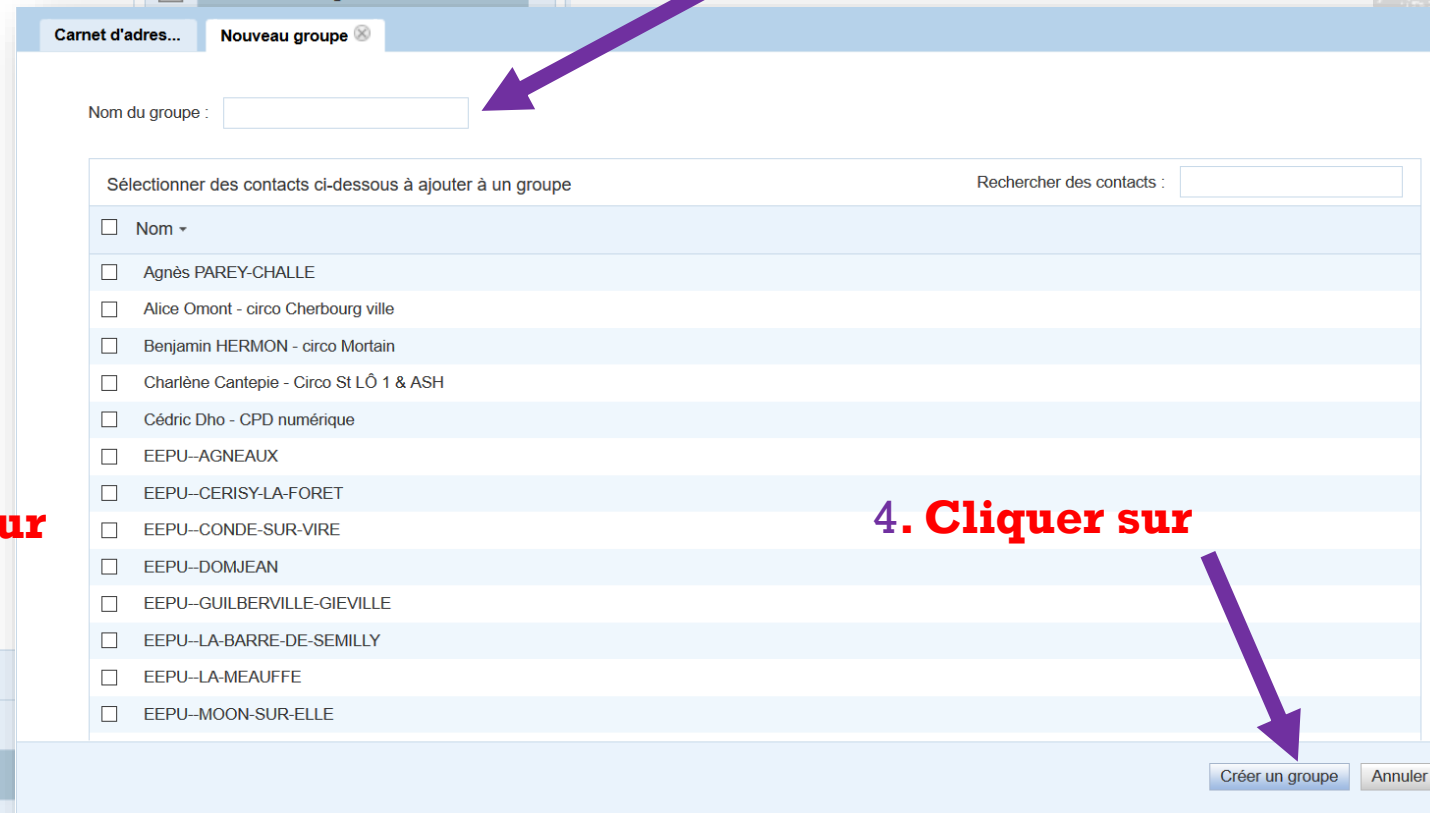 Carnet d'adres... Nouveau groupe
Nom du groupe :
Sélectionner des contacts ci-dessous à ajouter à un groupe Rechercher des contacts :
Nom
Agnès PAREY-CHALLE
Alice Omont - circo Cherbourg ville
Benjamin HERMON - circo Mortain
Charlène Cantepie - Circo St LÔ 1 & ASH
Cédric Dho - CPD numérique
EEPU--AGNEAUX
EEPU--CERISY-LA-FORET
ur
4. Cliquer sur
EEPU--CONDE-SUR-VIRE
EEPU--DOMJEAN
EEPU--GUILBERVILLE-GIEVILLE
EEPU--LA-BARRE-DE-SEMILLY
EEPU--LA-MEAUFFE
EEPU--MOON-SUR-ELLE
Créer un groupe Annuler